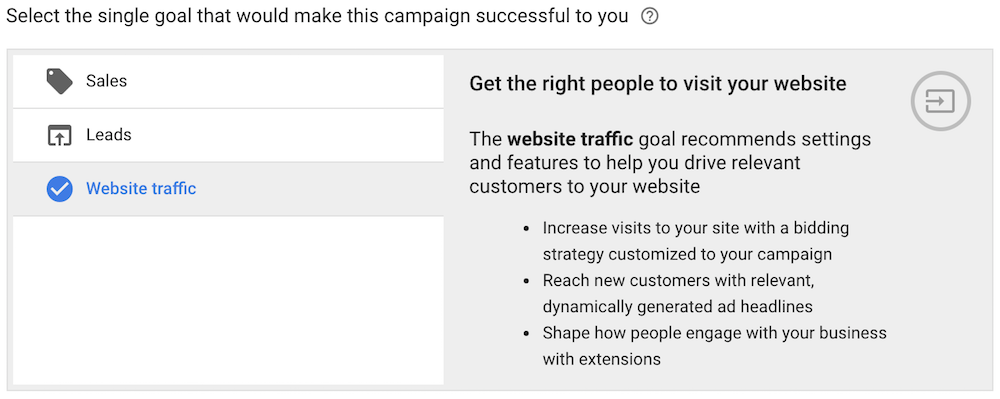 Select the single goal that would make this campaign successful to you
Sales
Leads
Website traffic
Get the right people to visit your website
The website traffic goal recommends settings
and features to help you drive relevant
customers to your website
• Increase visits to your site with a bidding
strategy customized to your campaign
• Reach new customers with relevant,
dynamically generated ad headlines
• Shape how people engage with your business
with extensions